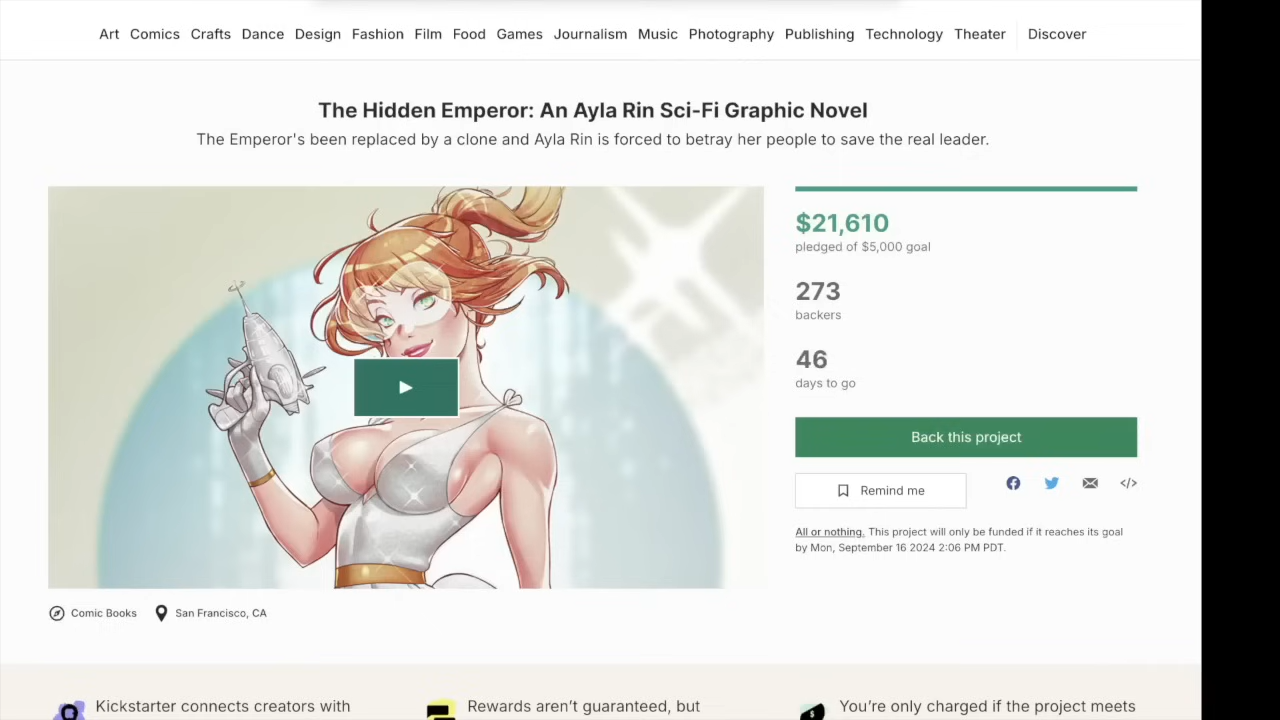 Art Comics Crafts Dance Design Fashion Film Food Games Journalism Music Photography Publishing Technology Theater Discover
The Hidden Emperor: An Ayla Rin Sci-Fi Graphic Novel
The Emperor's been replaced by a clone and Ayla Rin is forced to betray her people to save the real leader.
$21,610
pledged of $5,000 goal
273
backers
46
days to go
Back this project
Remind me
All or nothing. This project will only be funded if it reaches its goal
by Mon, September 16 2024 2:06 PM PDT.
Comic Books San Francisco, CA
Kickstarter connects creators with
Rewards aren’t guaranteed, but
You’re only charged if the project meets